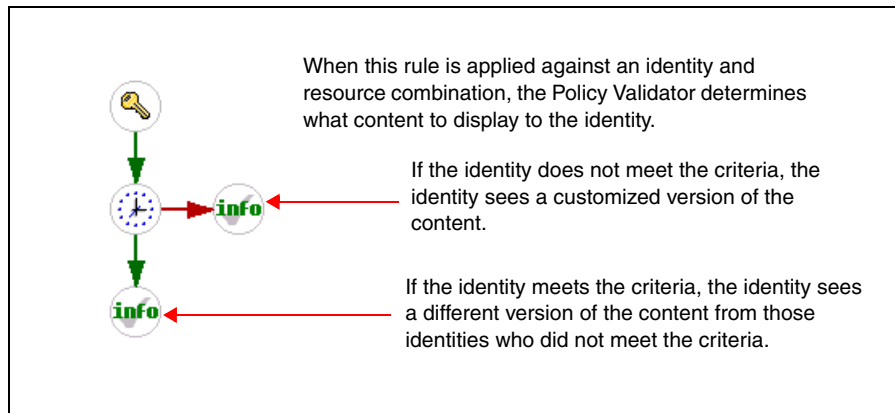 When this rule is applied against an identity and
resource combination, the Policy Validator determines
what content to display to the identity.
If the identity does not meet the criteria, the
identity sees a customized version of the
content.
info
If the identity meets the criteria, the identity sees
a different version of the content from those
identities who did not meet the criteria.
info